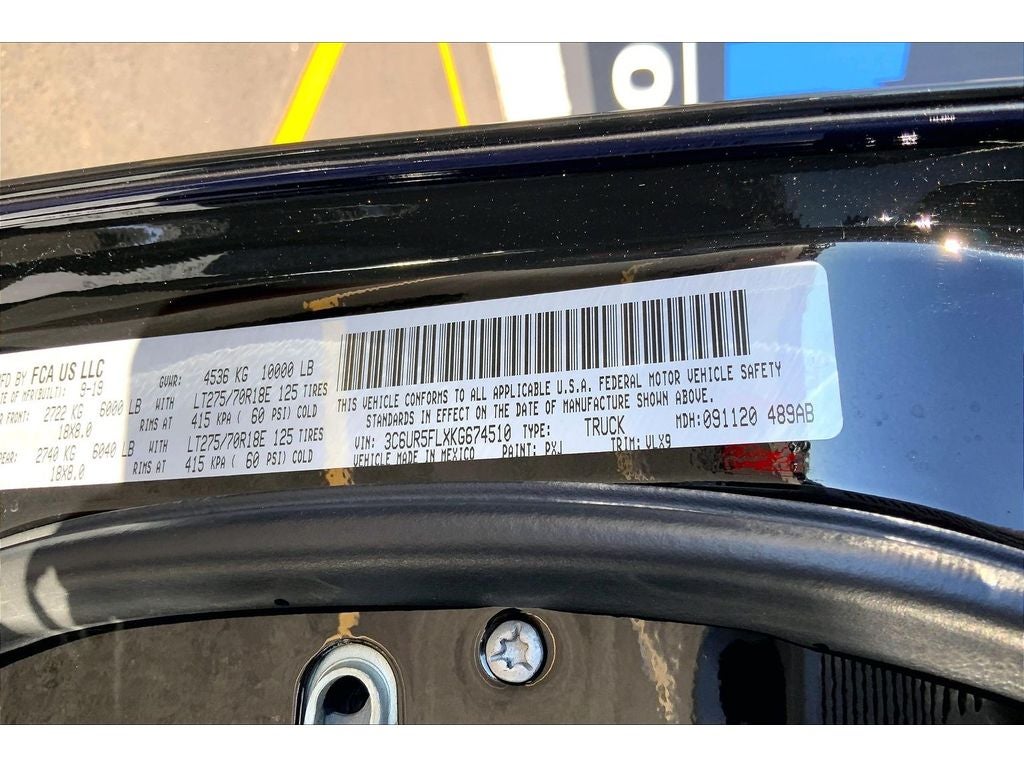 O
MFD BY FCA US LLC
DATE OF MFR(BUILT): 9-19
GVWR: 4536 KG 10000 LB
FRONT: 2722 KG 6000 LB WITH LT275/70R18E 125 TIRES
18X8.0 RIMS AT 415 KPA ( 60 PSI) COLD
REAR: 2740 KG 6040 LB WITH LT275/70R18E 125 TIRES
18X8.0 RIMS AT 415 KPA ( 60 PSI) COLD
THIS VEHICLE CONFORMS TO ALL APPLICABLE U.S.A. FEDERAL MOTOR VEHICLE SAFETY
STANDARDS IN EFFECT ON THE DATE OF MANUFACTURE SHOWN ABOVE.
VIN: 3C6UR5FLXKG674510 TYPE: TRUCK MDH: 091120 489AB
VEHICLE MADE IN MEXICO PAINT: PXJ TRIM: VLX9